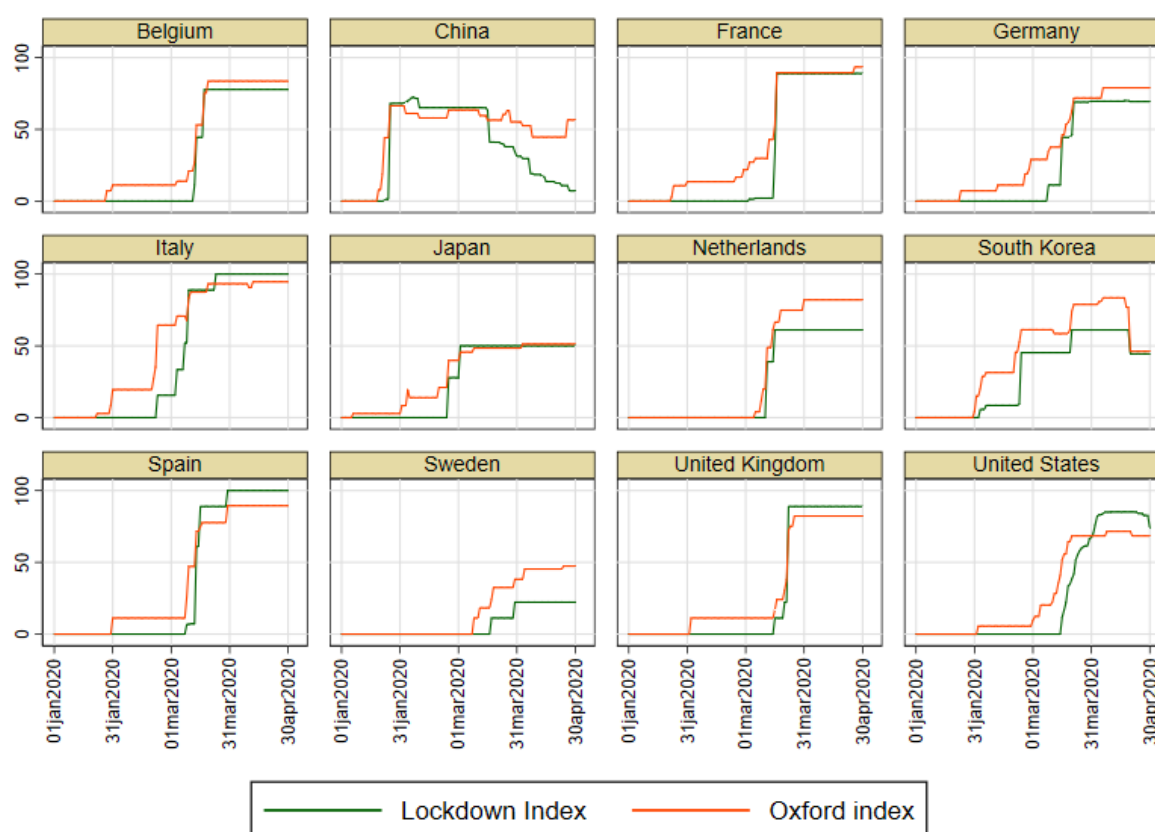 Belgium China France Germany
100
50
0
Italy Japan Netherlands South Korea
100
50
0
Spain Sweden United Kingdom United States
100
50
0
01jan2020 31jan2020 01mar2020 31mar2020 30apr2020 01jan2020 31jan2020 01mar2020 31mar2020 30apr2020 01jan2020 31jan2020 01mar2020 31mar2020 30apr2020 01jan2020 31jan2020 01mar2020 31mar2020 30apr2020
Lockdown Index Oxford index